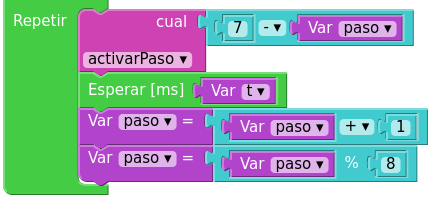 Repetir cual 7 - ▾ Var paso ▾
activarPaso ▾
Esperar [ms] Var t ▾
Var paso ▾ = Var paso ▾ + ▾ 1
Var paso ▾ = Var paso ▾ % 8